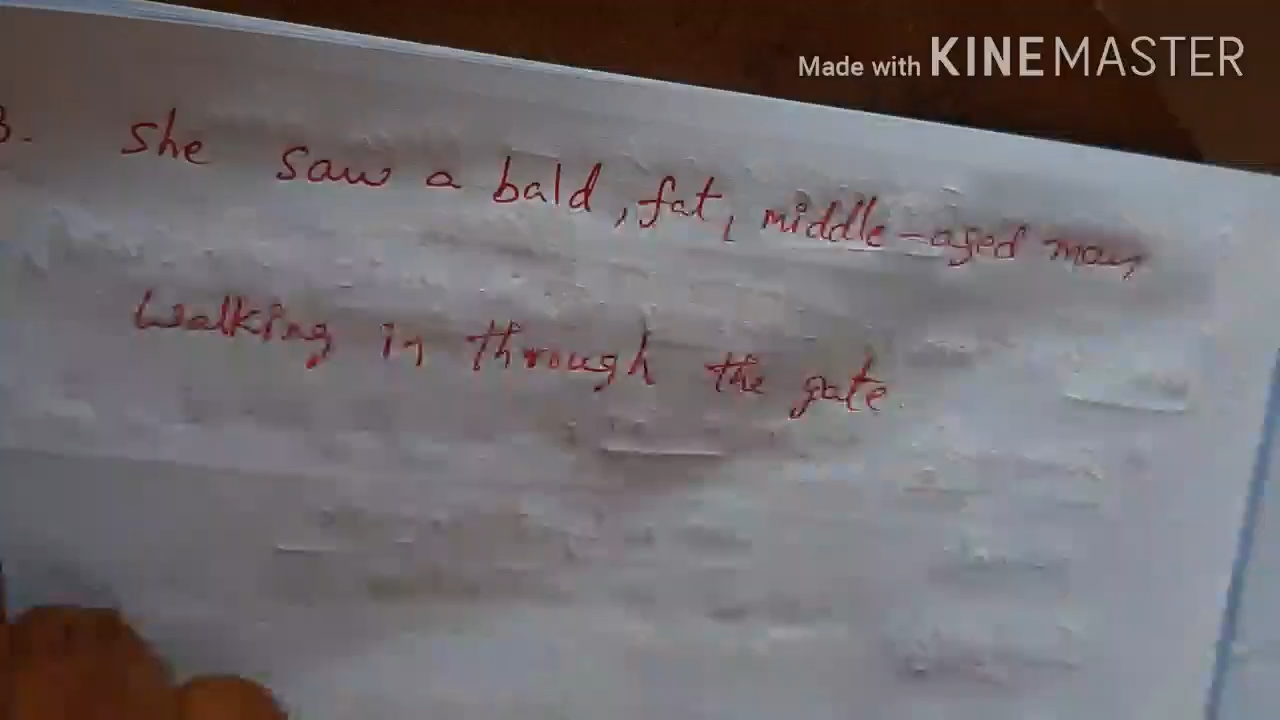 Made with KINEMASTER
3. She saw a bald, fat, middle-aged man
walking in through the gate